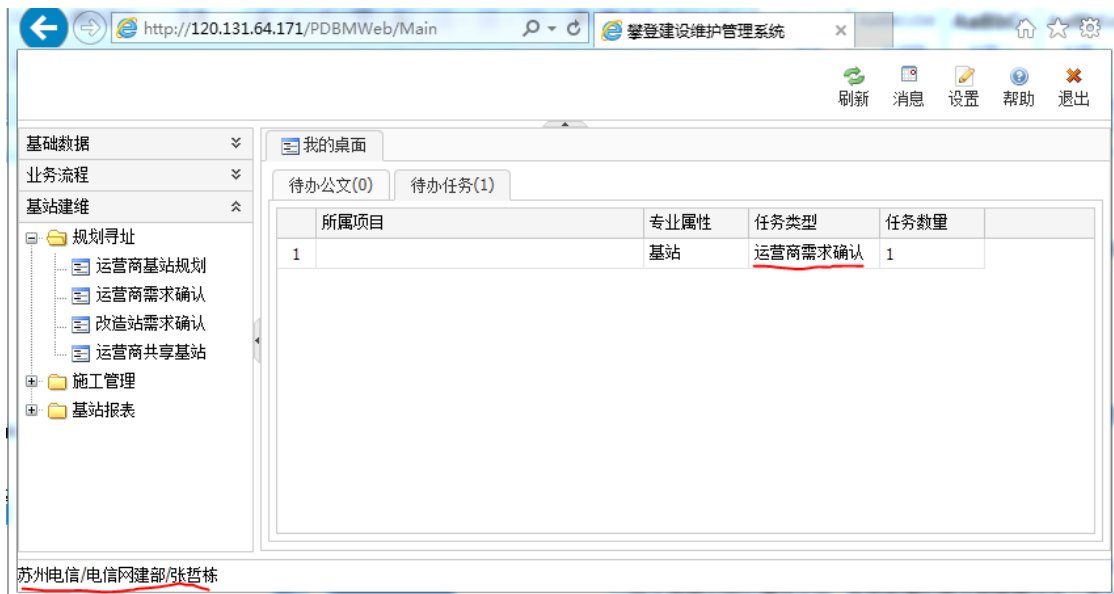 http://120.131.64.171/PDBMWeb/Main
攀登建设维护管理系统
刷新 消息 设置 帮助 退出
基础数据
业务流程
基站建维
规划寻址
运营商基站规划
运营商需求确认
改造站需求确认
运营商共享基站
施工管理
基站报表
我的桌面
待办公文(0) 待办任务(1)
所属项目 专业属性 任务类型 任务数量
1 基站 运营商需求确认 1
苏州电信/电信网建部/张哲栋